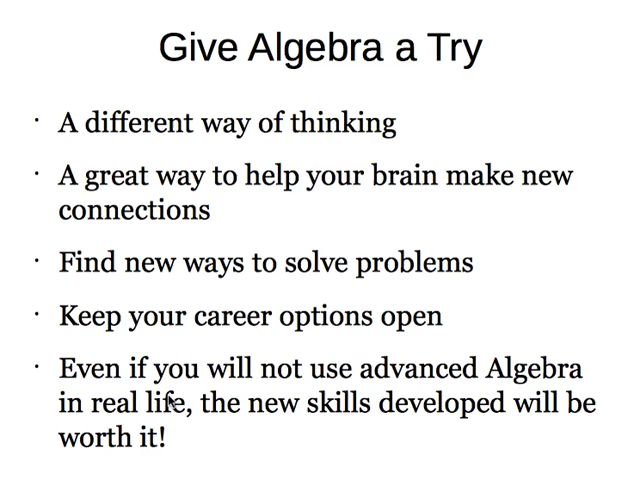 Give Algebra a Try
· A different way of thinking
· A great way to help your brain make new
connections
· Find new ways to solve problems
· Keep your career options open
· Even if you will not use advanced Algebra
in real life, the new skills developed will be
worth it!